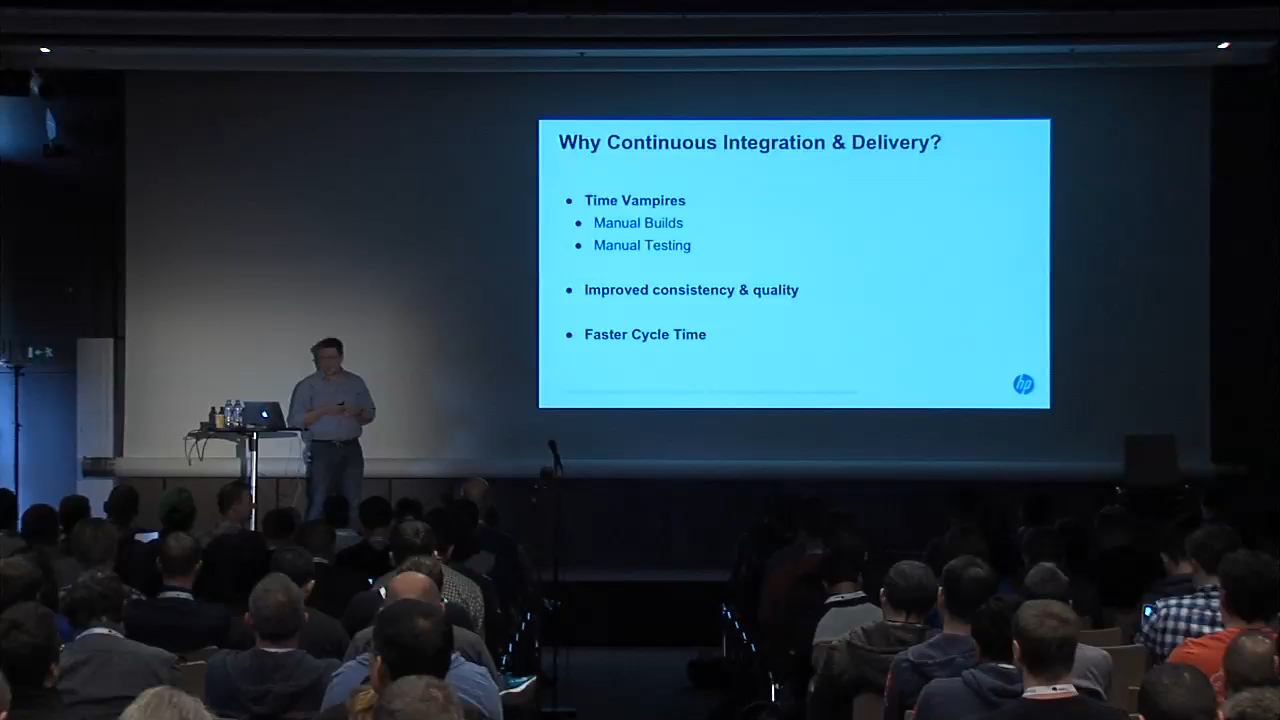 Why Continuous Integration & Delivery?
● Time Vampires
● Manual Builds
● Manual Testing
● Improved consistency & quality
● Faster Cycle Time
hp